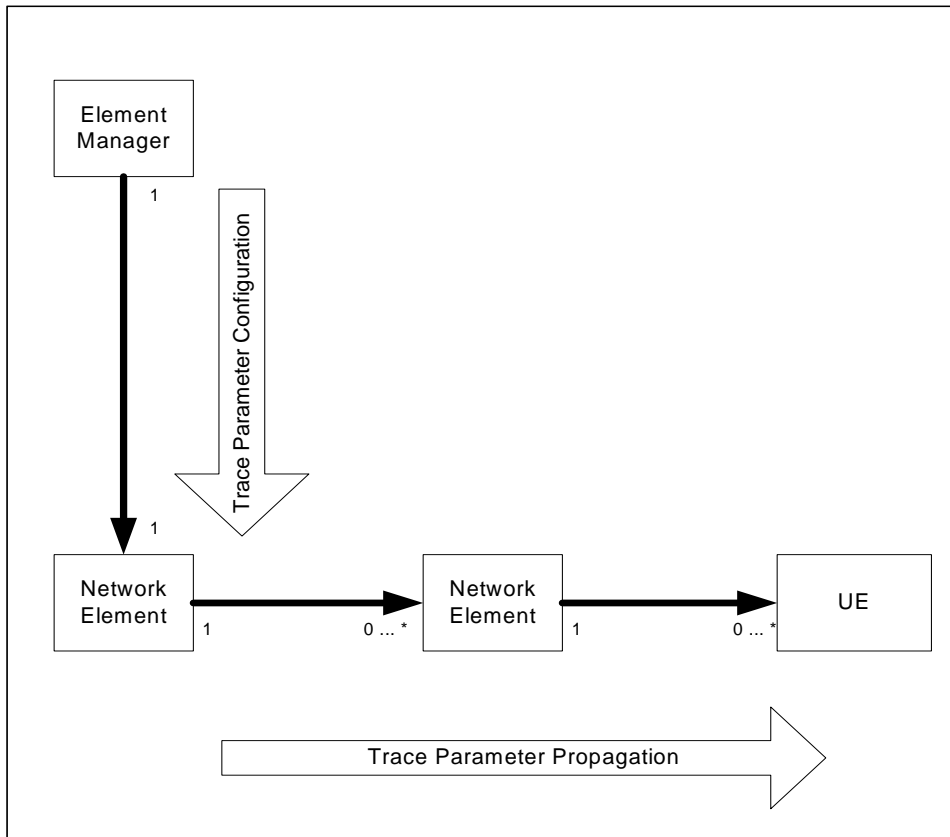 Element
Manager
1
Trace Parameter Configuration
1
Network
Element
1
0 ... *
Network
Element
1
0 ... *
UE
Trace Parameter Propagation